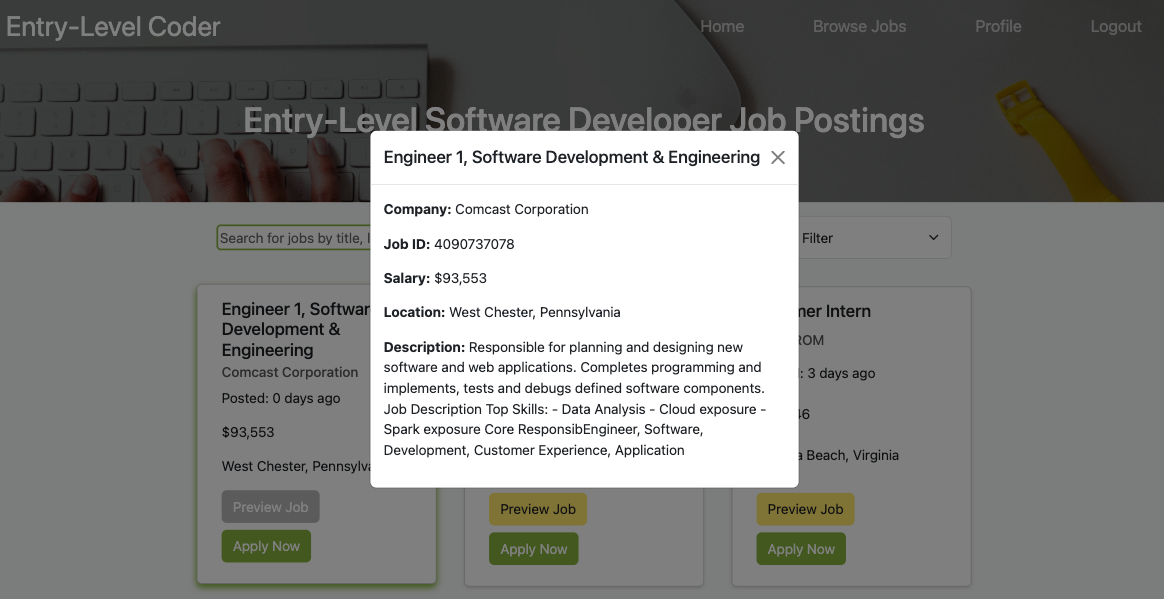 Entry-Level Coder
Home Browse Jobs Profile Logout
Entry-Level Software Developer Job Postings
Engineer 1, Software Development & Engineering
Company: Comcast Corporation
Job ID: 4090737078
Salary: $93,553
Location: West Chester, Pennsylvania
Description: Responsible for planning and designing new
software and web applications. Completes programming and
implements, tests and debugs defined software components.
Job Description Top Skills: - Data Analysis - Cloud exposure -
Spark exposure Core ResponsibEngineer, Software,
Development, Customer Experience, Application
Search for jobs by title,
Filter
Engineer 1, Softwar
Development &
Engineering
Comcast Corporation
Posted: 0 days ago
$93,553
West Chester, Pennsylva
Preview Job
Apply Now
Preview Job
Apply Now
mer Intern
ROM
: 3 days ago
46
a Beach, Virginia
Preview Job
Apply Now